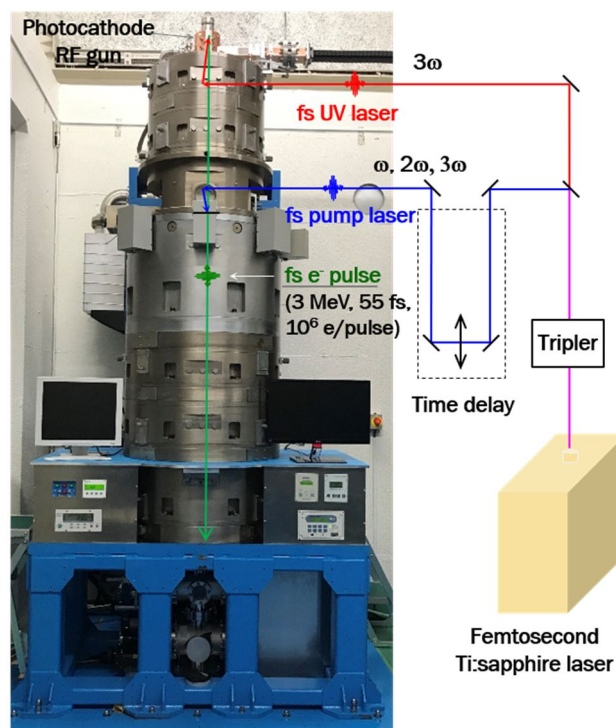 Photocathode
RF gun
3ω
fs UV laser
ω, 2ω, 3ω
fs pump laser
fs e⁻ pulse
(3 MeV, 55 fs,
10⁶ e/pulse)
Tripler
Time delay
Femtosecond
Ti:sapphire laser